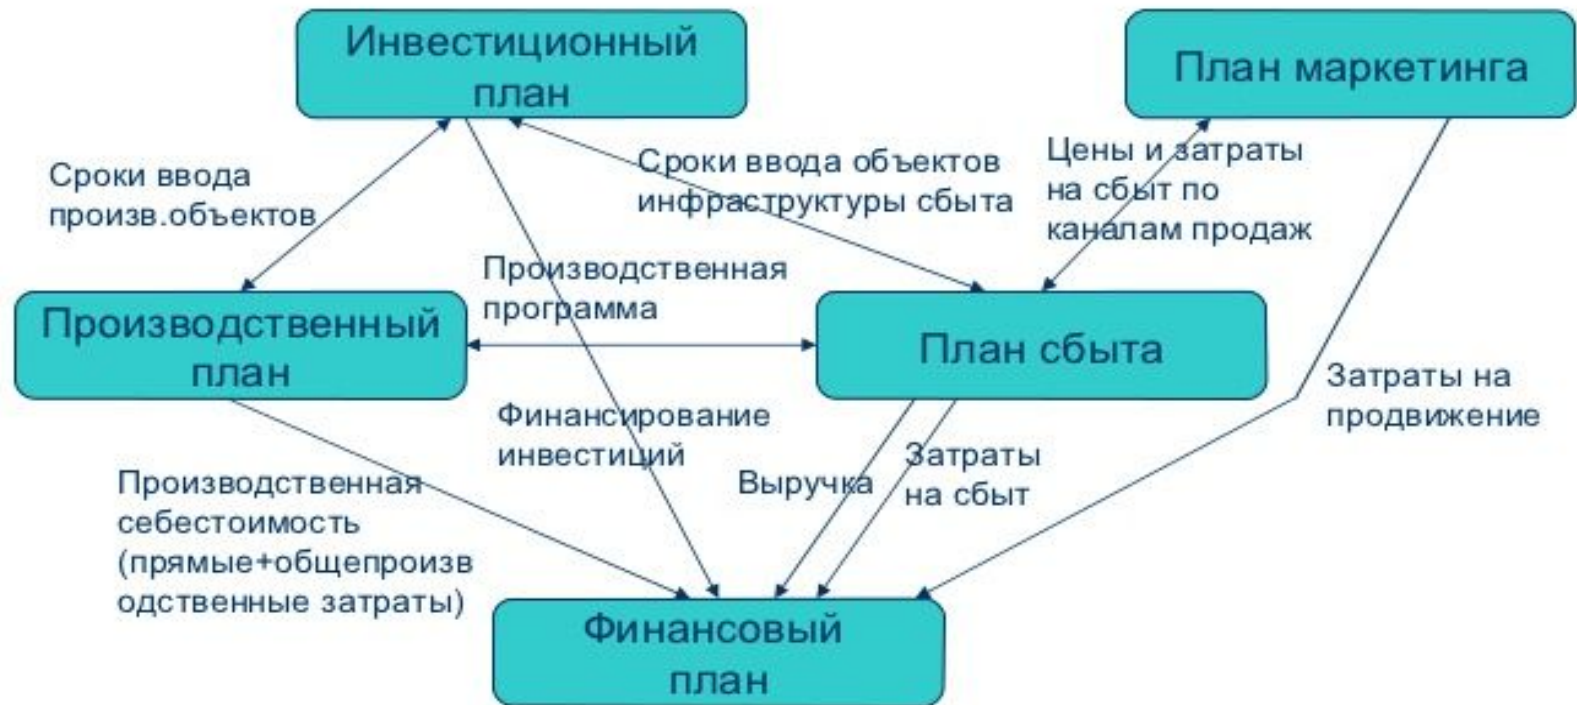 Инвестиционный
план
План маркетинга
Сроки ввода
произв.объектов
Сроки ввода объектов
инфраструктуры сбыта
Цены и затраты
на сбыт по
каналам продаж
Производственная
программа
Производственный
план
План сбыта
Затраты на
продвижение
Финансирование
инвестиций
Выручка
Затраты
на сбыт
Производственная
себестоимость
(прямые+общепроизв
одственные затраты)
Финансовый
план